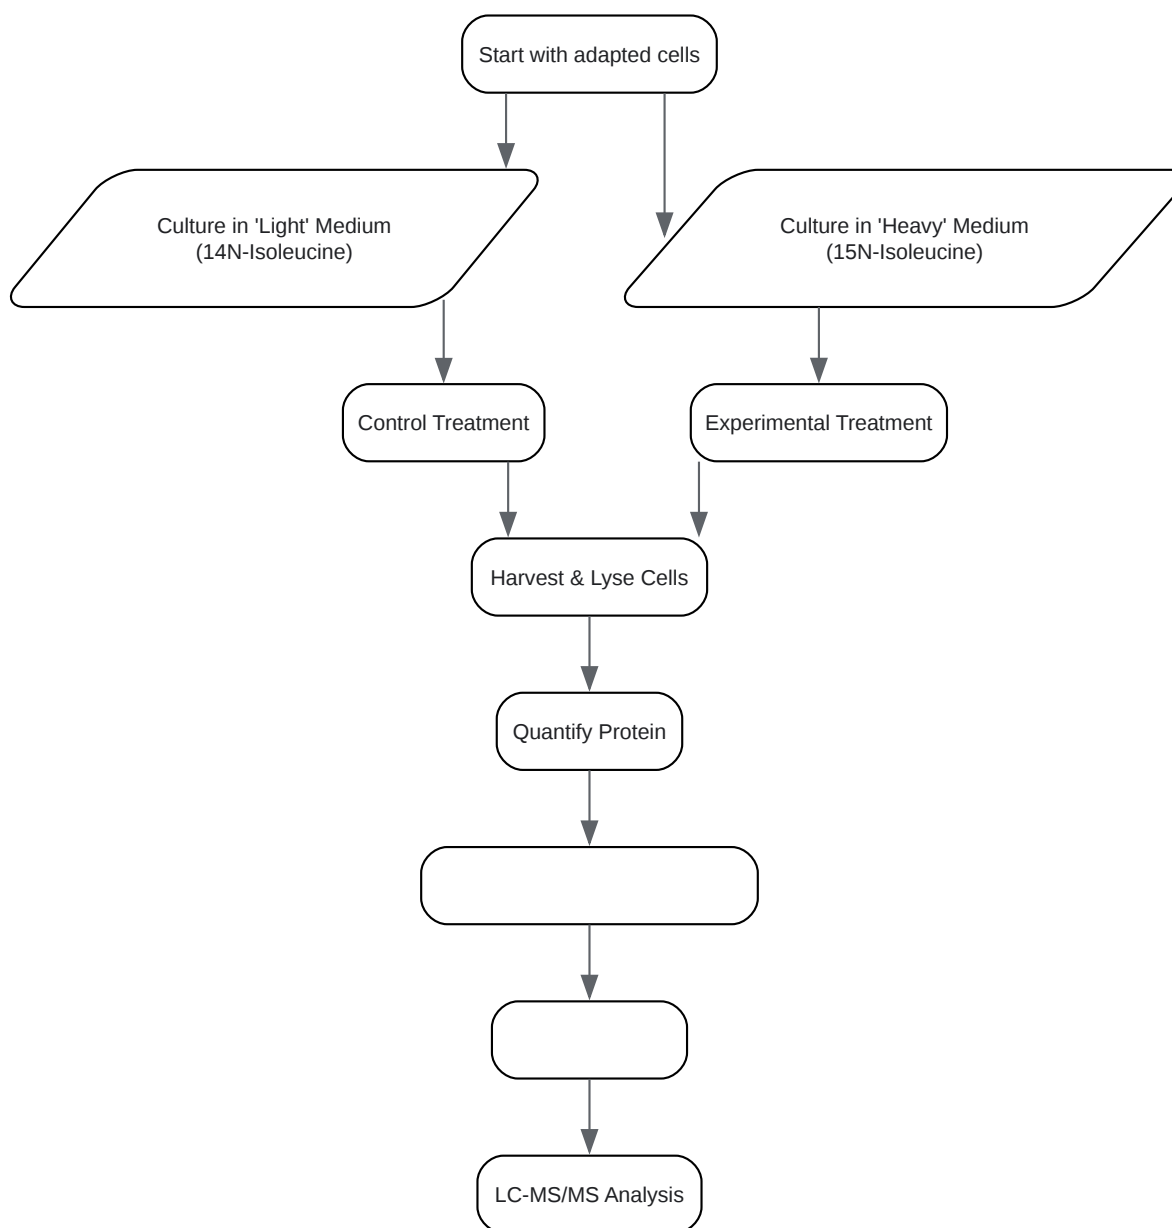 Start with adapted cells
Culture in 'Light' Medium
(14N-Isoleucine)
Culture in 'Heavy' Medium
(15N-Isoleucine)
Control Treatment
Experimental Treatment
Harvest & Lyse Cells
Quantify Protein
LC-MS/MS Analysis